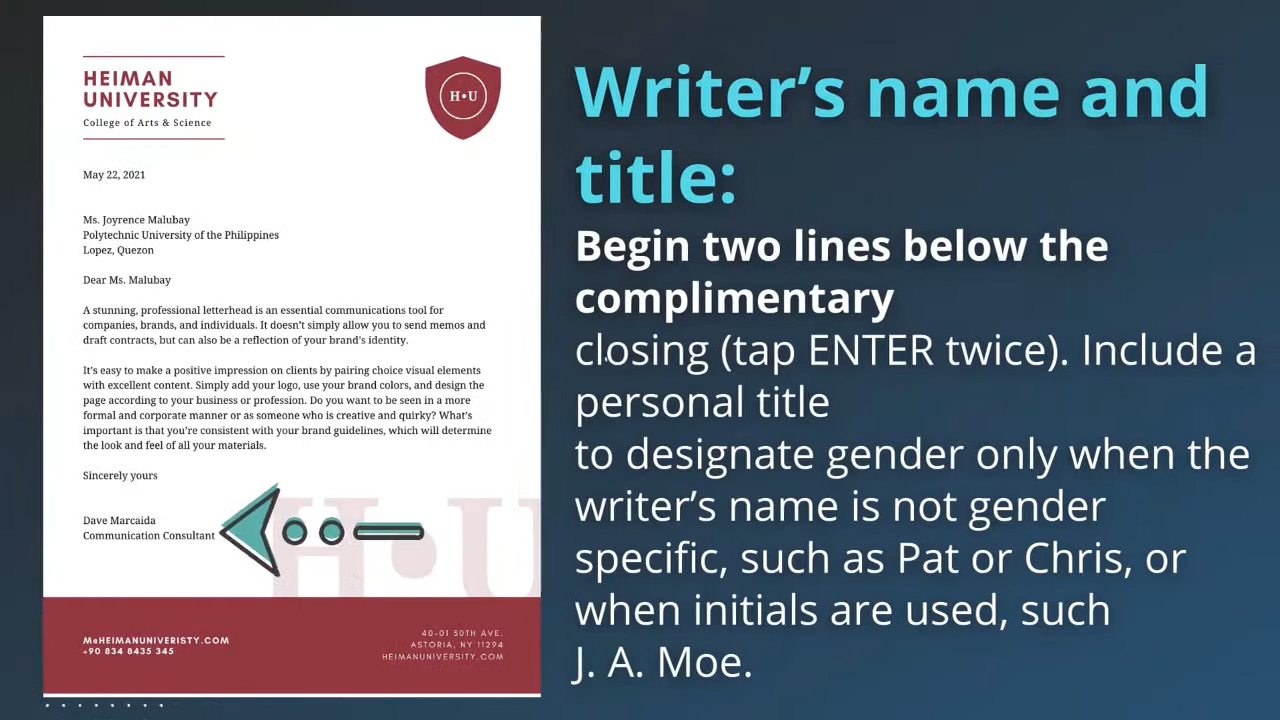 HEIMAN
UNIVERSITY
College of Arts & Science
H•U
May 22, 2021
Ms. Joyrence Malubay
Polytechnic University of the Philippines
Lopez, Quezon
Dear Ms. Malubay
A stunning, professional letterhead is an essential communications tool for
companies, brands, and individuals. It doesn't simply allow you to send memos and
draft contracts, but can also be a reflection of your brand's identity.
It's easy to make a positive impression on clients by pairing choice visual elements
with excellent content. Simply add your logo, use your brand colors, and design the
page according to your business or profession. Do you want to be seen in a more
formal and corporate manner or as someone who is creative and quirky? What's
important is that you're consistent with your brand guidelines, which will determine
the look and feel of all your materials.
Sincerely yours
Dave Marcaida
Communication Consultant
H•U
M@HEIMANUNIVERISTY.COM
+90 834 8435 345
40-01 50TH AVE.
ASTORIA, NY 11294
HEIMANUNIVERSITY.COM
Writer's name and
title:
Begin two lines below the
complimentary
closing (tap ENTER twice). Include a
personal title
to designate gender only when the
writer's name is not gender
specific, such as Pat or Chris, or
when initials are used, such
J. A. Moe.